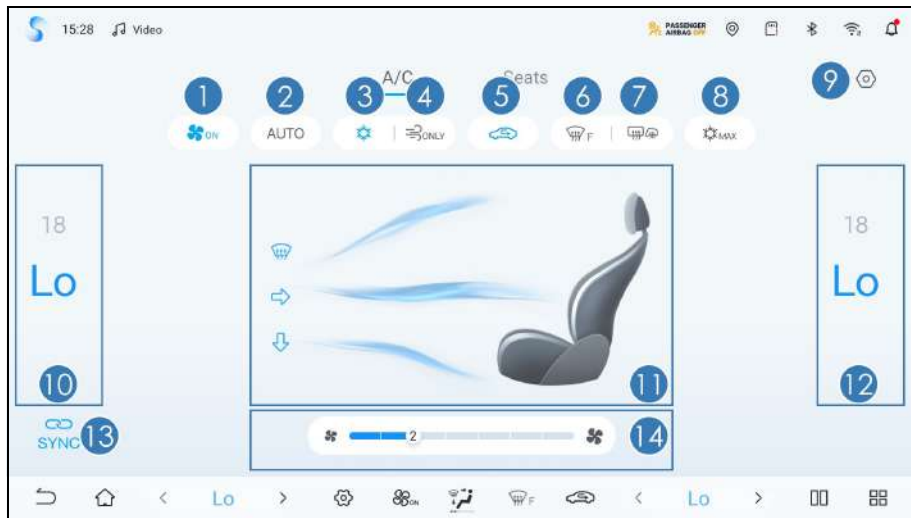 15:28 Video PASSENGER
AIRBAG OFF
A/C Seats
1 2 3 4 5 6 7 8 9
ON AUTO ONLY F MAX
18 18
Lo Lo
10 11 12
SYNC 13 2 14
Lo ON F Lo